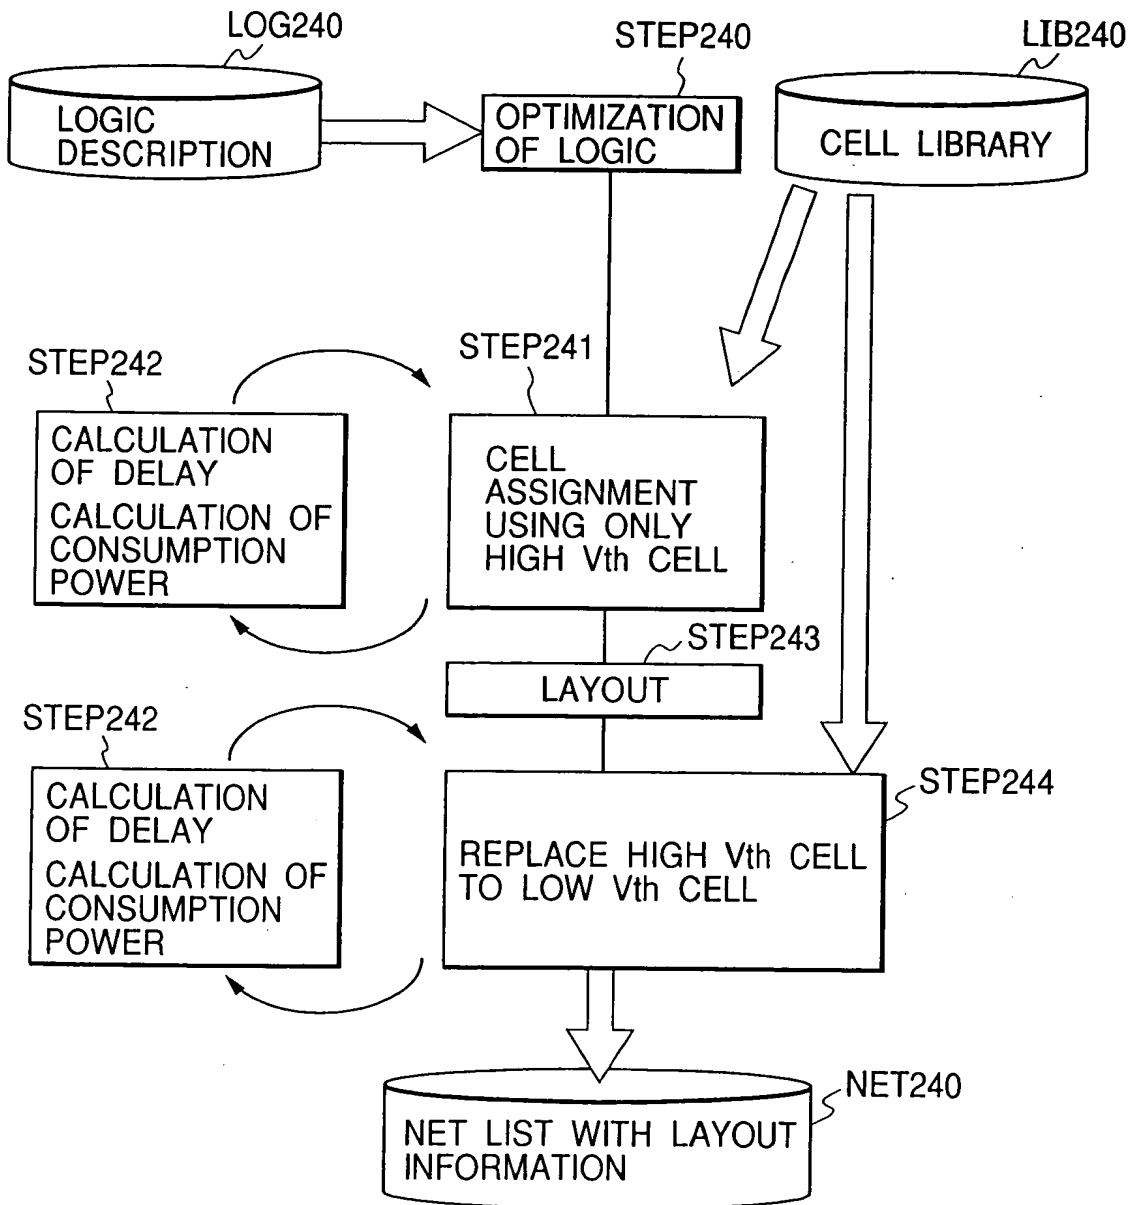 LOG240
STEP240
LIB240
LOGIC
DESCRIPTION
OPTIMIZATION
OF LOGIC
CELL LIBRARY
STEP242
STEP241
CALCULATION
OF DELAY
CALCULATION OF
CONSUMPTION
POWER
CELL
ASSIGNMENT
USING ONLY
HIGH Vth CELL
STEP243
LAYOUT
STEP242
STEP244
CALCULATION
OF DELAY
CALCULATION OF
CONSUMPTION
POWER
REPLACE HIGH Vth CELL
TO LOW Vth CELL
NET240
NET LIST WITH LAYOUT
INFORMATION